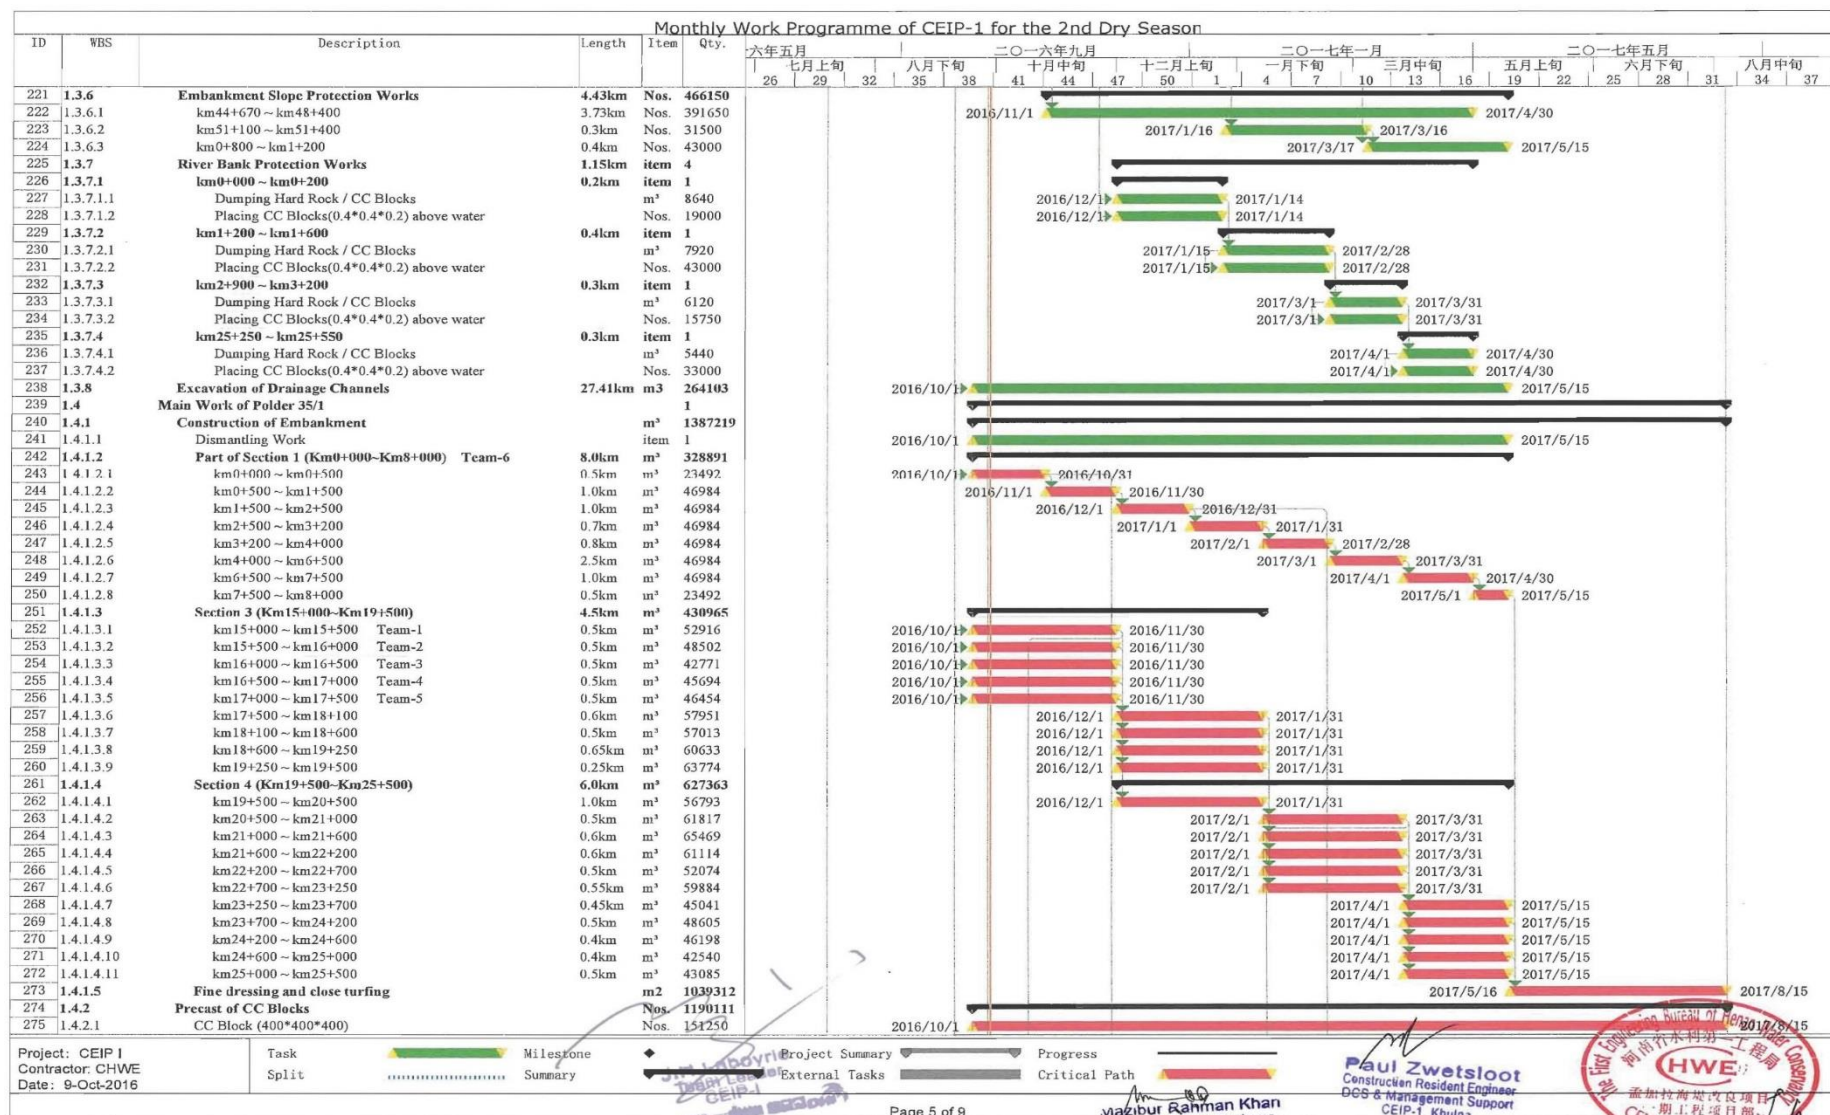 Monthly Work Programme of CEIP-1 for the 2nd Dry Season
ID WBS Description Length Item Qty.
六年五月 二〇一六年九月 二〇一七年一月 二〇一七年五月
七月上旬 八月下旬 十月中旬 十二月上旬 一月下旬 三月中旬 五月上旬 六月下旬 八月中旬
26 29 32 35 38 41 44 47 50 1 4 7 10 13 16 19 22 25 28 31 34 37
221 1.3.6 Embankment Slope Protection Works 4.43km Nos. 466150
222 1.3.6.1 km44+670～km48+400 3.73km Nos. 391650 2016/11/1 2017/4/30
223 1.3.6.2 km51+100～km51+400 0.3km Nos. 31500 2017/1/16 2017/3/16
224 1.3.6.3 km0+800～km1+200 0.4km Nos. 43000 2017/3/17 2017/5/15
225 1.3.7 River Bank Protection Works 1.15km item 4
226 1.3.7.1 km0+000～km0+200 0.2km item 1
227 1.3.7.1.1 Dumping Hard Rock / CC Blocks m³ 8640 2016/12/1 2017/1/14
228 1.3.7.1.2 Placing CC Blocks(0.4*0.4*0.2) above water Nos. 19000 2016/12/1 2017/1/14
229 1.3.7.2 km1+200～km1+600 0.4km item 1
230 1.3.7.2.1 Dumping Hard Rock / CC Blocks m³ 7920 2017/1/15 2017/2/28
231 1.3.7.2.2 Placing CC Blocks(0.4*0.4*0.2) above water Nos. 43000 2017/1/15 2017/2/28
232 1.3.7.3 km2+900～km3+200 0.3km item 1
233 1.3.7.3.1 Dumping Hard Rock / CC Blocks m³ 6120 2017/3/1 2017/3/31
234 1.3.7.3.2 Placing CC Blocks(0.4*0.4*0.2) above water Nos. 15750 2017/3/1 2017/3/31
235 1.3.7.4 km25+250～km25+550 0.3km item 1
236 1.3.7.4.1 Dumping Hard Rock / CC Blocks m³ 5440 2017/4/1 2017/4/30
237 1.3.7.4.2 Placing CC Blocks(0.4*0.4*0.2) above water Nos. 33000 2017/4/1 2017/4/30
238 1.3.8 Excavation of Drainage Channels 27.41km m3 264103 2016/10/1 2017/5/15
239 1.4 Main Work of Polder 35/1 1
240 1.4.1 Construction of Embankment m³ 1387219
241 1.4.1.1 Dismantling Work item 1 2016/10/1 2017/5/15
242 1.4.1.2 Part of Section 1 (Km0+000~Km8+000) Team-6 8.0km m³ 328891
243 1.4.1.2.1 km0+000～km0+500 0.5km m³ 23492 2016/10/1 2016/10/31
244 1.4.1.2.2 km0+500～km1+500 1.0km m³ 46984 2016/11/1 2016/11/30
245 1.4.1.2.3 km1+500～km2+500 1.0km m³ 46984 2016/12/1 2016/12/31
246 1.4.1.2.4 km2+500～km3+200 0.7km m³ 46984 2017/1/1 2017/1/31
247 1.4.1.2.5 km3+200～km4+000 0.8km m³ 46984 2017/2/1 2017/2/28
248 1.4.1.2.6 km4+000～km6+500 2.5km m³ 46984 2017/3/1 2017/3/31
249 1.4.1.2.7 km6+500～km7+500 1.0km m³ 46984 2017/4/1 2017/4/30
250 1.4.1.2.8 km7+500～km8+000 0.5km m³ 23492 2017/5/1 2017/5/15
251 1.4.1.3 Section 3 (Km15+000~Km19+500) 4.5km m³ 430965
252 1.4.1.3.1 km15+000～km15+500 Team-1 0.5km m³ 52916 2016/10/1 2016/11/30
253 1.4.1.3.2 km15+500～km16+000 Team-2 0.5km m³ 48502 2016/10/1 2016/11/30
254 1.4.1.3.3 km16+000～km16+500 Team-3 0.5km m³ 42771 2016/10/1 2016/11/30
255 1.4.1.3.4 km16+500～km17+000 Team-4 0.5km m³ 45694 2016/10/1 2016/11/30
256 1.4.1.3.5 km17+000～km17+500 Team-5 0.5km m³ 46454 2016/10/1 2016/11/30
257 1.4.1.3.6 km17+500～km18+100 0.6km m³ 57951 2016/12/1 2017/1/31
258 1.4.1.3.7 km18+100～km18+600 0.5km m³ 57013 2016/12/1 2017/1/31
259 1.4.1.3.8 km18+600～km19+250 0.65km m³ 60633 2016/12/1 2017/1/31
260 1.4.1.3.9 km19+250～km19+500 0.25km m³ 63774 2016/12/1 2017/1/31
261 1.4.1.4 Section 4 (Km19+500~Km25+500) 6.0km m³ 627363
262 1.4.1.4.1 km19+500～km20+500 1.0km m³ 56793 2016/12/1 2017/1/31
263 1.4.1.4.2 km20+500～km21+000 0.5km m³ 61817 2017/2/1 2017/3/31
264 1.4.1.4.3 km21+000～km21+600 0.6km m³ 65469 2017/2/1 2017/3/31
265 1.4.1.4.4 km21+600～km22+200 0.6km m³ 61114 2017/2/1 2017/3/31
266 1.4.1.4.5 km22+200～km22+700 0.5km m³ 52074 2017/2/1 2017/3/31
267 1.4.1.4.6 km22+700～km23+250 0.55km m³ 59884 2017/2/1 2017/3/31
268 1.4.1.4.7 km23+250～km23+700 0.45km m³ 45041 2017/4/1 2017/5/15
269 1.4.1.4.8 km23+700～km24+200 0.5km m³ 48605 2017/4/1 2017/5/15
270 1.4.1.4.9 km24+200～km24+600 0.4km m³ 46198 2017/4/1 2017/5/15
271 1.4.1.4.10 km24+600～km25+000 0.4km m³ 42540 2017/4/1 2017/5/15
272 1.4.1.4.11 km25+000～km25+500 0.5km m³ 43085 2017/4/1 2017/5/15
273 1.4.1.5 Fine dressing and close turfing m2 1039312 2017/5/16 2017/8/15
274 1.4.2 Precast of CC Blocks Nos. 1190111
275 1.4.2.1 CC Block (400*400*400) Nos. 151250 2016/10/1 2017/8/15
Project: CEIP I Task Milestone Project Summary Progress
Contractor: CHWE Split Summary External Tasks Critical Path
Date: 9-Oct-2016
Team Leader
CEIP-I
Paul Zwetsloot
Construction Resident Engineer
DCS & Management Support
CEIP-1, Khulna
The First Engineering Bureau of Henan Water Conservancy
河南省水利第一工程局
CHWE
孟加拉海堤改良项目
Page 5 of 9
Mazibur Rahman Khan